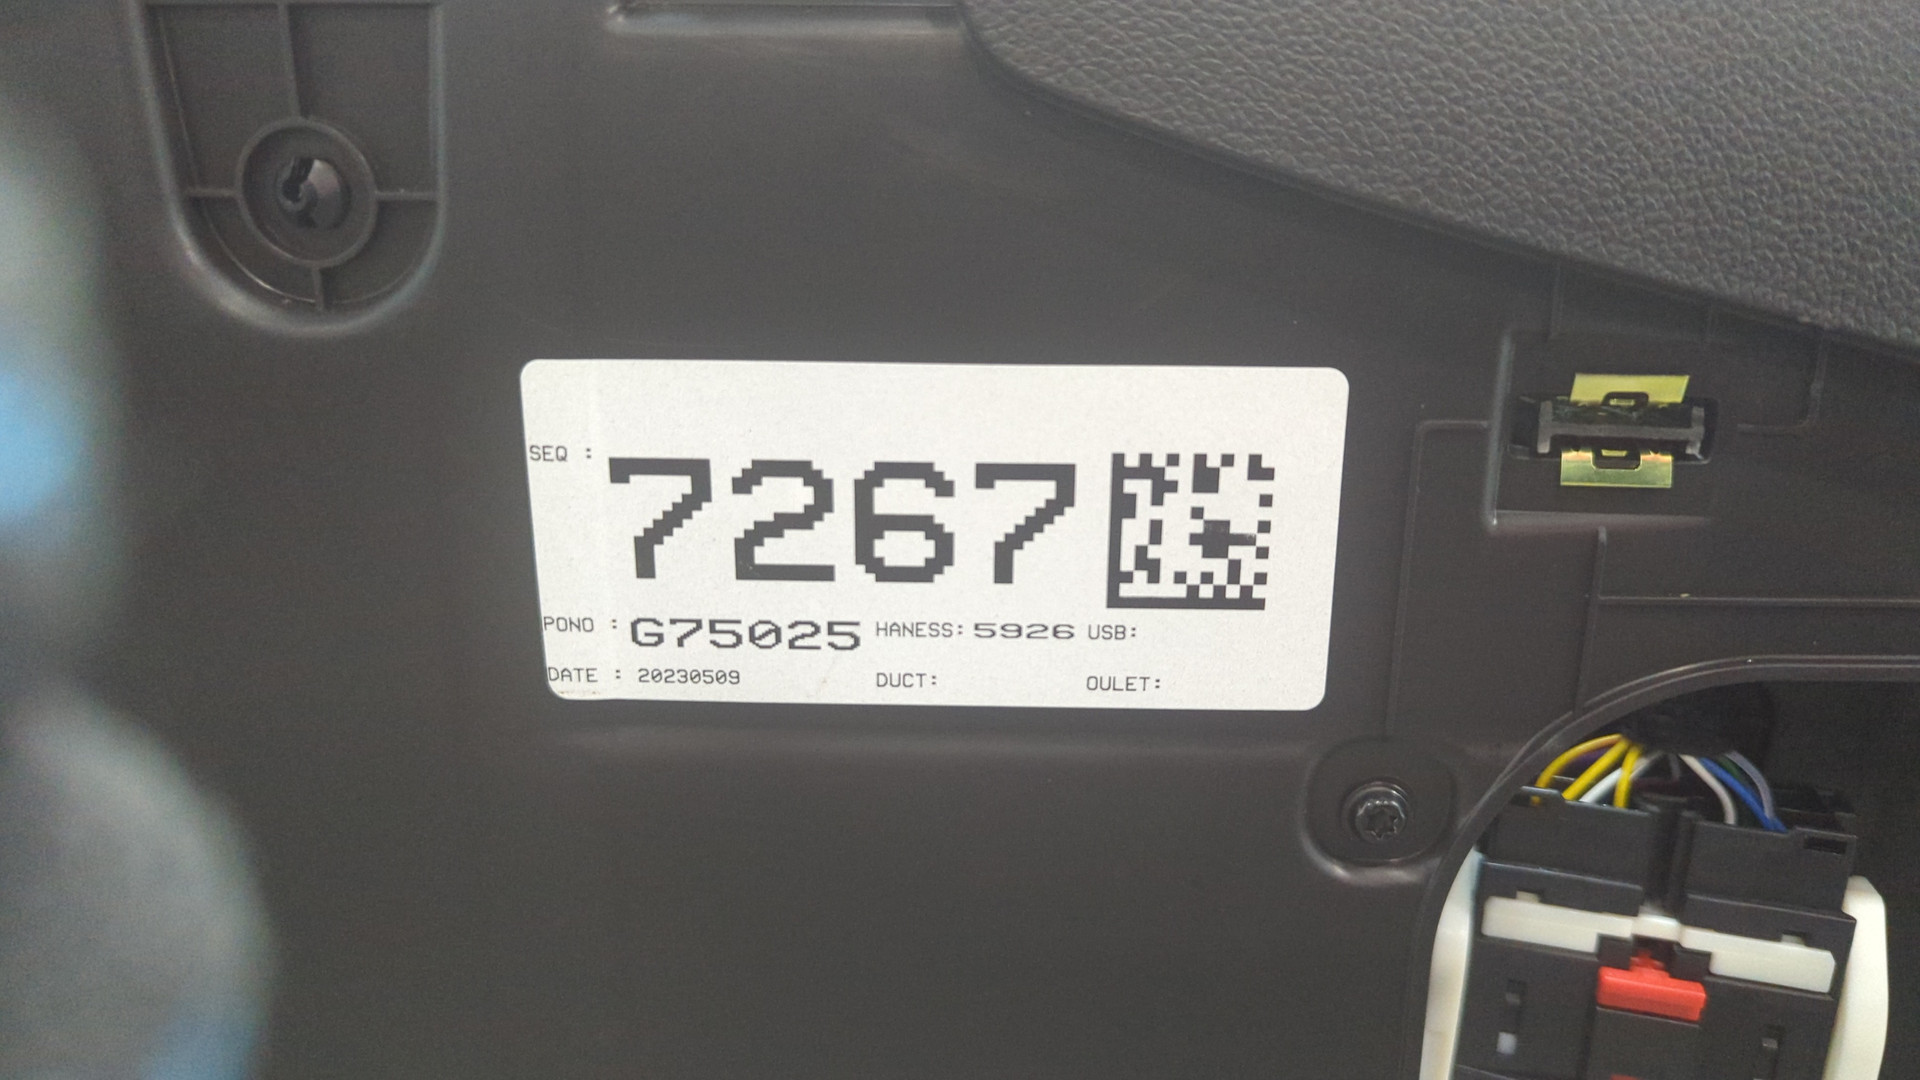 SEQ : 7267
PONO : G75025 HANESS: 5926 USB:
DATE : 20230509 DUCT: OULET: